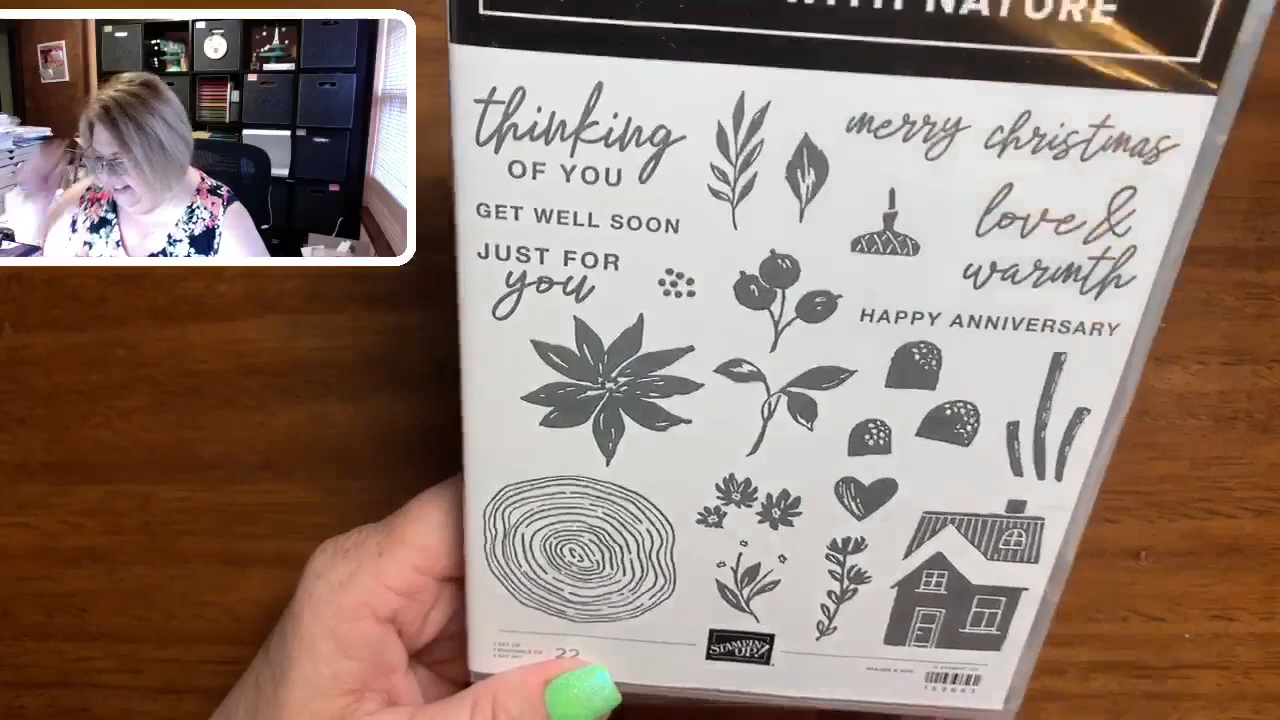 WITH NATURE
thinking
OF YOU
merry christmas
GET WELL SOON
love &
warmth
JUST FOR
you
HAPPY ANNIVERSARY
STAMPIN'
UP!
22